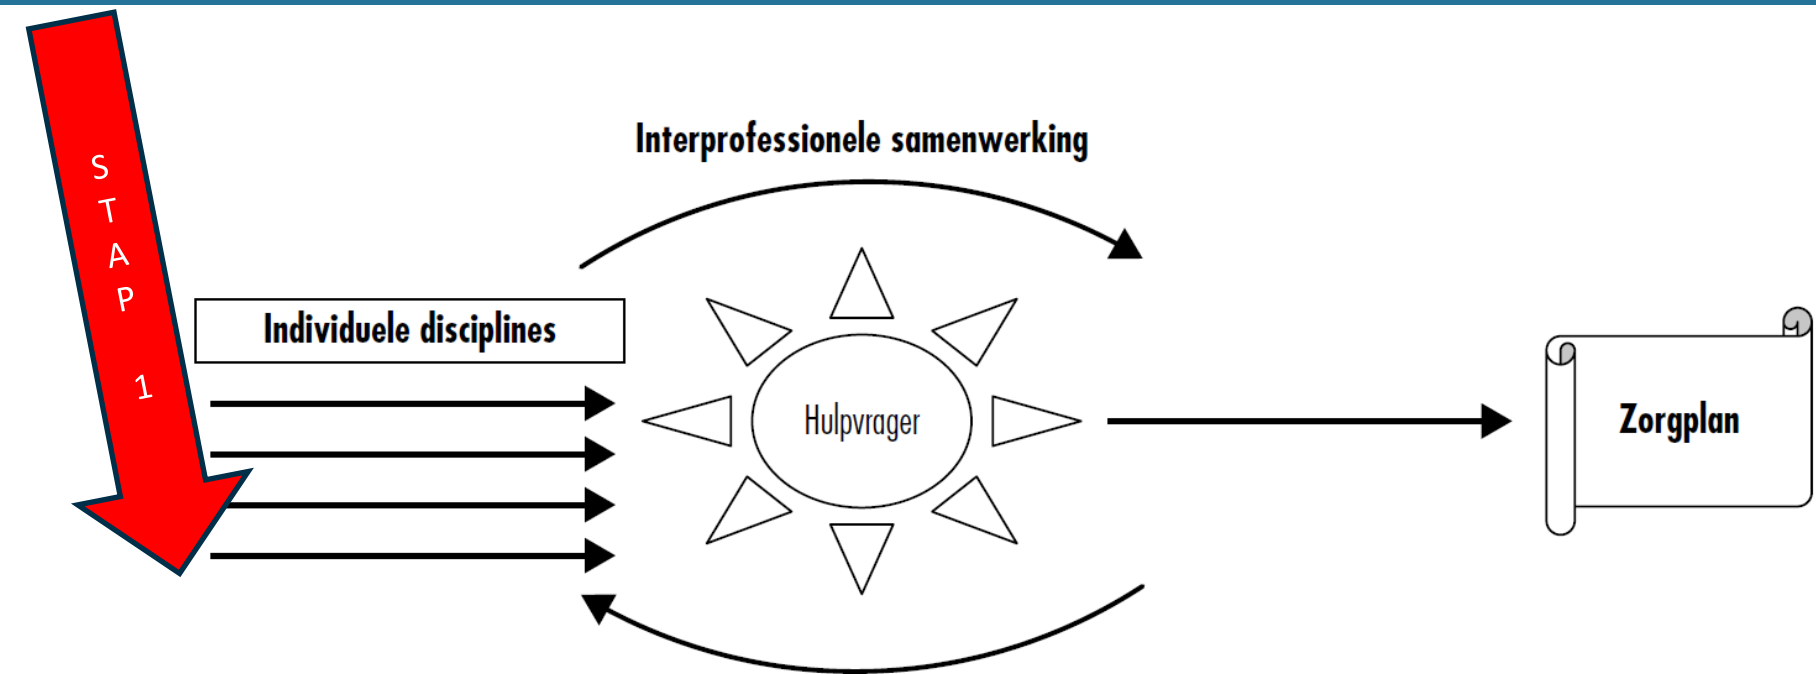 STAP 1
Interprofessionele samenwerking
Individuele disciplines
Hulpvrager
Zorgplan